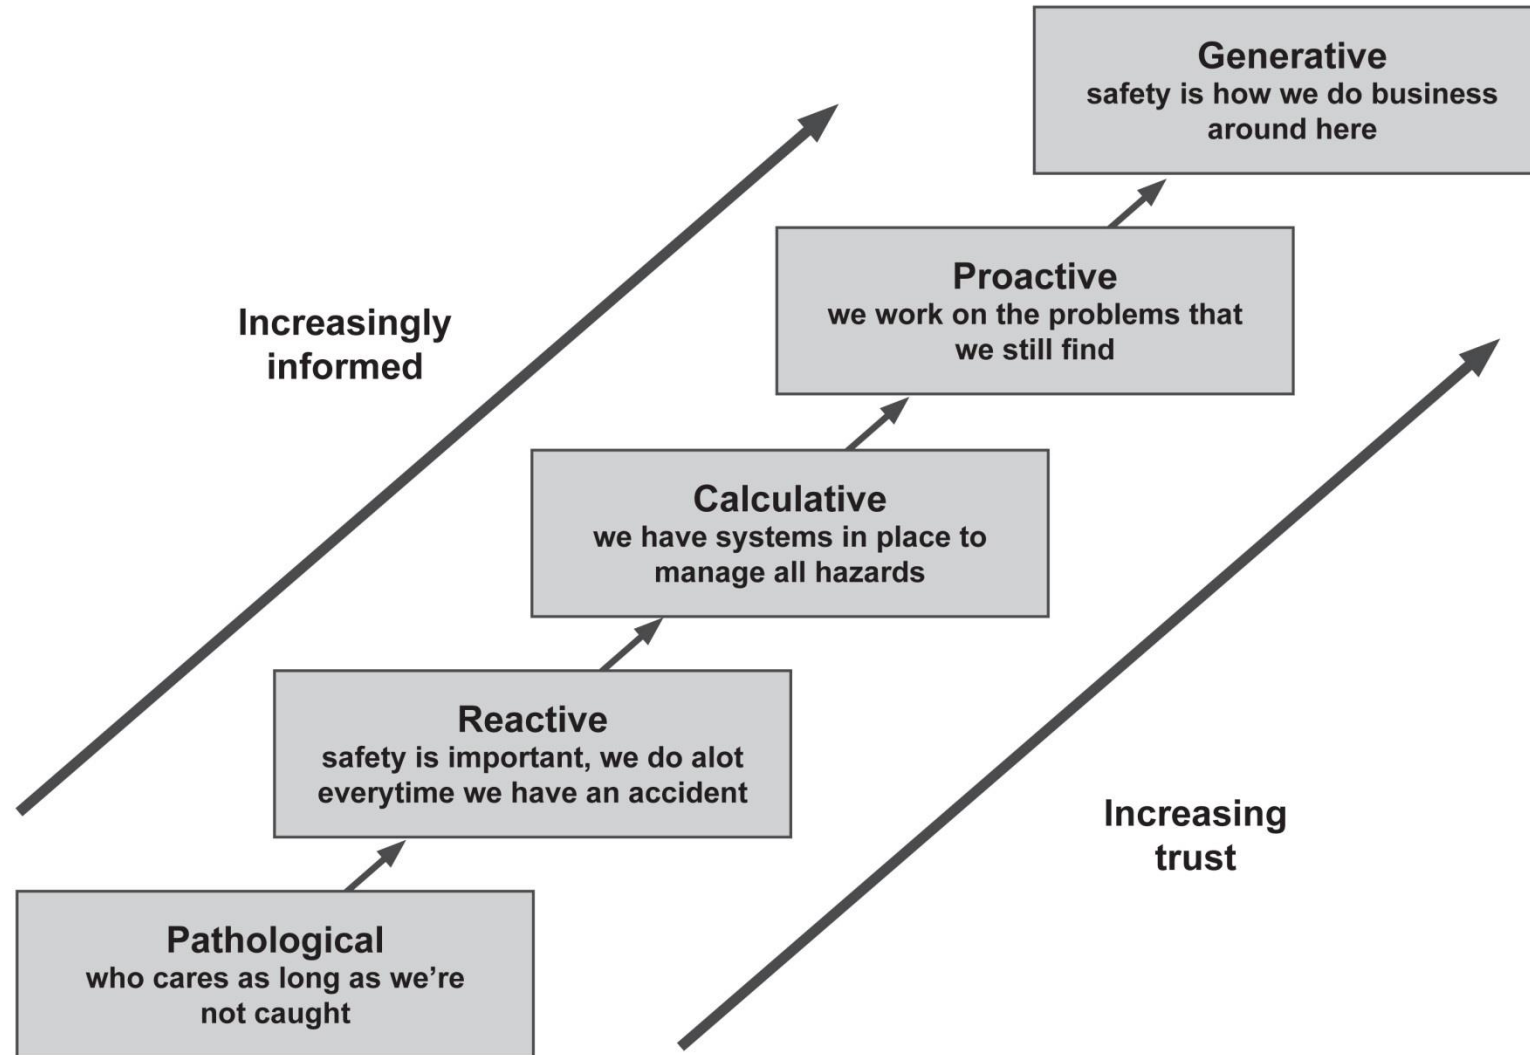 Generative
safety is how we do business
around here
Proactive
we work on the problems that
we still find
Increasingly
informed
Calculative
we have systems in place to
manage all hazards
Reactive
safety is important, we do alot
everytime we have an accident
Increasing
trust
Pathological
who cares as long as we’re
not caught